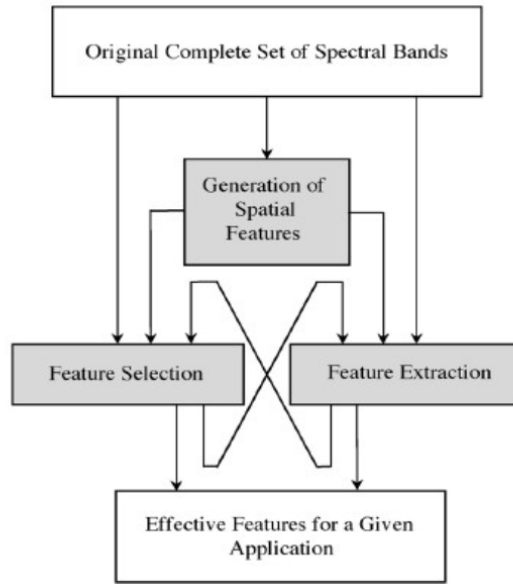 Original Complete Set of Spectral Bands
Generation of
Spatial
Features
Feature Selection
Feature Extraction
Effective Features for a Given
Application